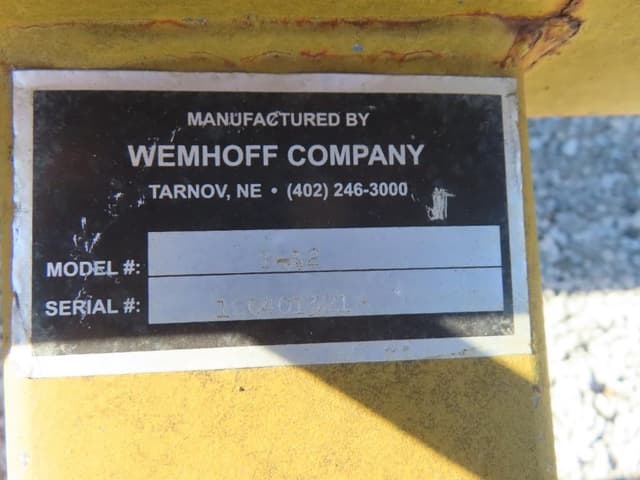 MANUFACTURED BY
WEMHOFF COMPANY
TARNOV, NE • (402) 246-3000
MODEL #:
SERIAL #: